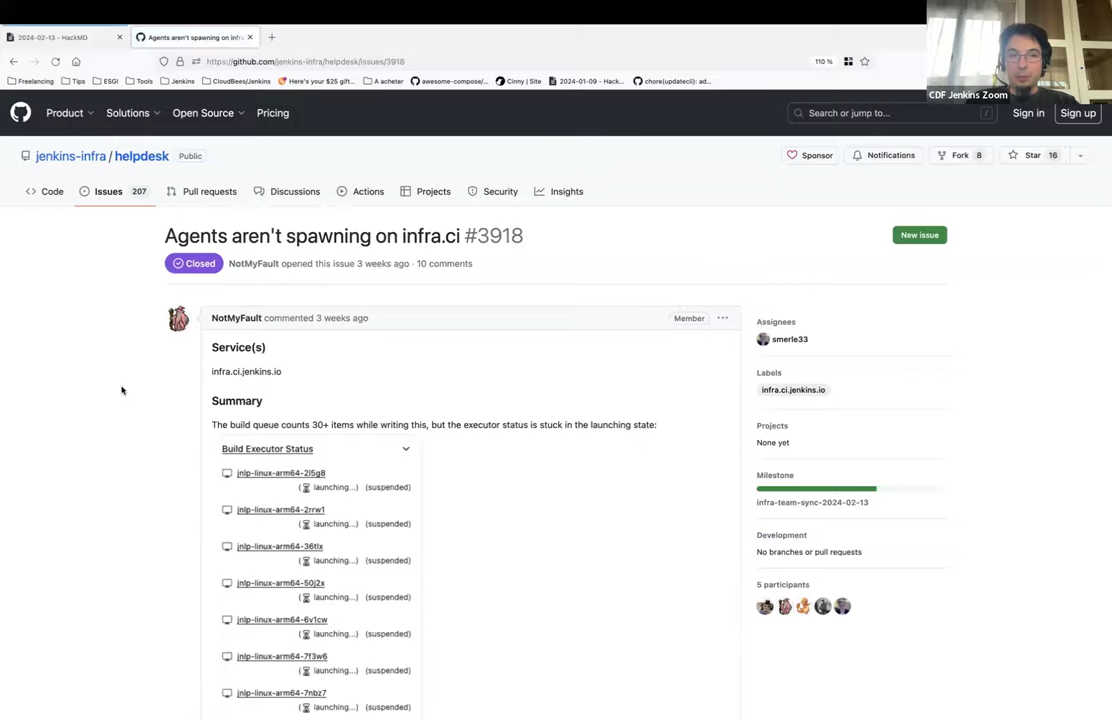 2024-02-13 - HackMD
Agents aren't spawning on infra.
https://github.com/jenkins-infra/helpdesk/issues/3918
110 %
Freelancing
Tips
ESGI
Tools
Jenkins
CloudBees/Jenkins
Here's your $25 gift...
A acheter
awesome-compose/...
Cinny | Site
2024-01-09 - Hack...
chore(updatecli): ad...
CDF Jenkins Zoom
Product
Solutions
Open Source
Pricing
Search or jump to...
/
Sign in
Sign up
jenkins-infra / helpdesk
Public
Sponsor
Notifications
Fork 8
Star 16
Code
Issues 207
Pull requests
Discussions
Actions
Projects
Security
Insights
Agents aren't spawning on infra.ci #3918
New issue
Closed
NotMyFault opened this issue 3 weeks ago · 10 comments
NotMyFault commented 3 weeks ago
Member
Service(s)
infra.ci.jenkins.io
Summary
The build queue counts 30+ items while writing this, but the executor status is stuck in the launching state:
Build Executor Status
jnlp-linux-arm64-2l5g8
( launching...) (suspended)
jnlp-linux-arm64-2rrw1
( launching...) (suspended)
jnlp-linux-arm64-36tlx
( launching...) (suspended)
jnlp-linux-arm64-50j2x
( launching...) (suspended)
jnlp-linux-arm64-6v1cw
( launching...) (suspended)
jnlp-linux-arm64-7f3w6
( launching...) (suspended)
jnlp-linux-arm64-7nbz7
( launching...) (suspended)
Assignees
smerle33
Labels
infra.ci.jenkins.io
Projects
None yet
Milestone
infra-team-sync-2024-02-13
Development
No branches or pull requests
5 participants